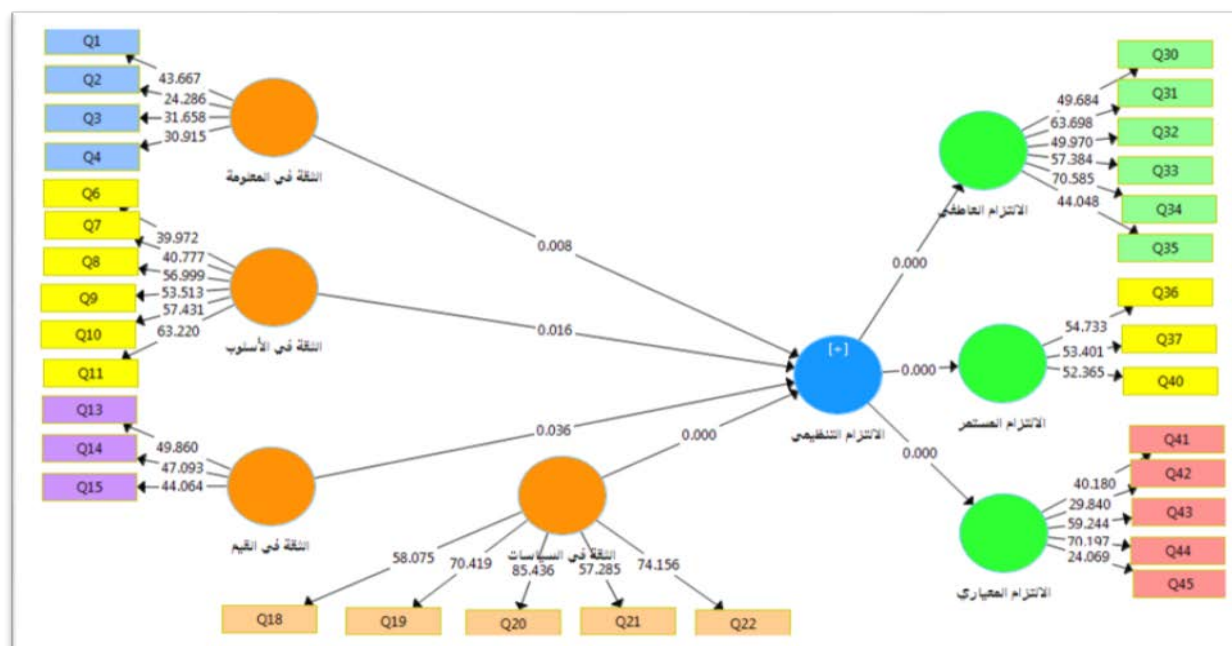 Q1
Q2
Q3
Q4
43.667
24.286
31.658
30.915
الثقة في المعلومة
Q6
Q7
Q8
Q9
Q10
Q11
39.972
40.777
56.999
53.513
57.431
63.220
الثقة في الأسلوب
Q13
Q14
Q15
49.860
47.093
44.064
الثقة في القيم
0.008
0.016
0.036
0.000
الثقة في السياسات
58.075
70.419
85.436
57.285
74.156
Q18
Q19
Q20
Q21
Q22
[+]
الالتزام التنظيمي
0.000
0.000
0.000
الالتزام العاطفي
49.684
63.698
49.970
57.384
70.585
44.048
Q30
Q31
Q32
Q33
Q34
Q35
الالتزام المستمر
54.733
53.401
52.365
Q36
Q37
Q40
الالتزام المعياري
40.180
29.840
59.244
70.197
24.069
Q41
Q42
Q43
Q44
Q45